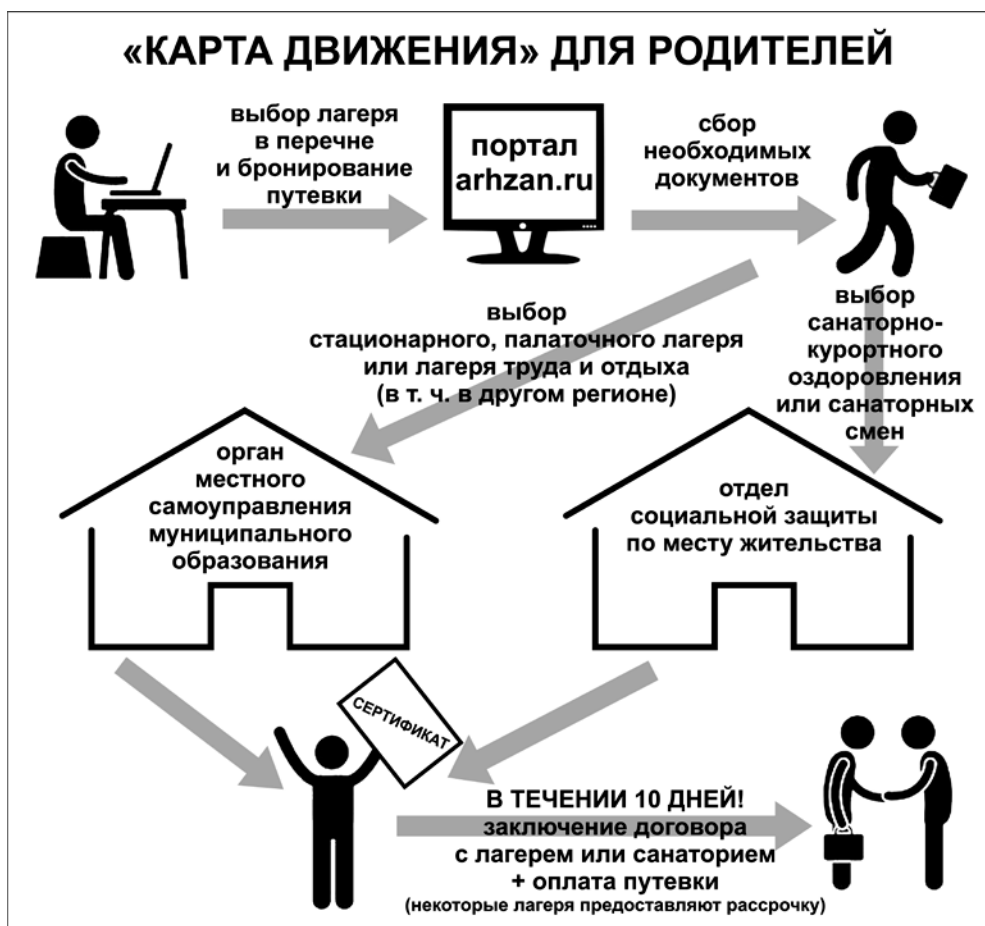 «КАРТА ДВИЖЕНИЯ» ДЛЯ РОДИТЕЛЕЙ
выбор лагеря
в перечне
и бронирование
путевки
портал
arhzan.ru
сбор
необходимых
документов
выбор
стационарного, палаточного лагеря
или лагеря труда и отдыха
(в т. ч. в другом регионе)
выбор
санаторно-
курортного
оздоровления
или санаторных
смен
орган
местного
самоуправления
муниципального
образования
отдел
социальной защиты
по месту жительства
СЕРТИФИКАТ
В ТЕЧЕНИИ 10 ДНЕЙ!
заключение договора
с лагерем или санаторием
+ оплата путевки
(некоторые лагеря предоставляют рассрочку)